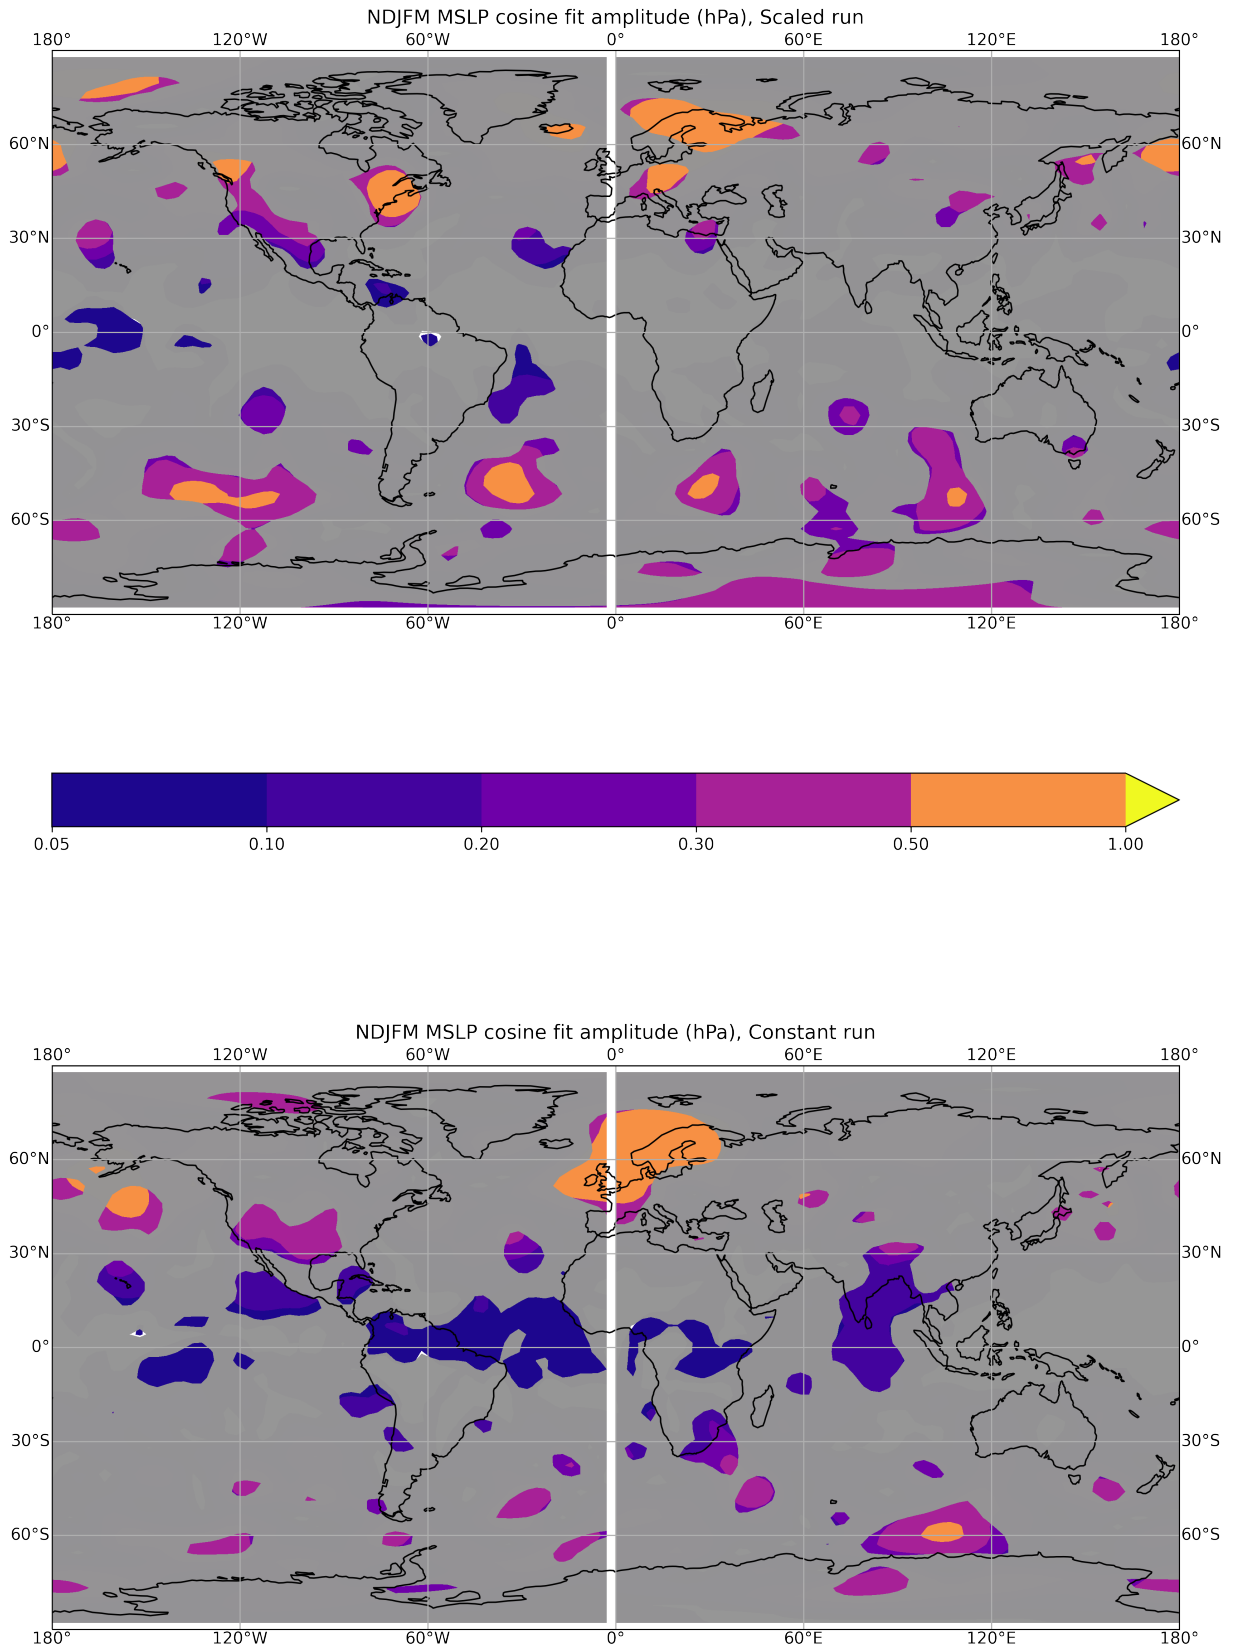 NDJFM MSLP cosine fit amplitude (hPa), Scaled run
180° 120°W 60°W 0° 60°E 120°E 180°
60°N 60°N
30°N 30°N
0° 0°
30°S 30°S
60°S 60°S
180° 120°W 60°W 0° 60°E 120°E 180°
0.05 0.10 0.20 0.30 0.50 1.00
NDJFM MSLP cosine fit amplitude (hPa), Constant run
180° 120°W 60°W 0° 60°E 120°E 180°
60°N 60°N
30°N 30°N
0° 0°
30°S 30°S
60°S 60°S
180° 120°W 60°W 0° 60°E 120°E 180°